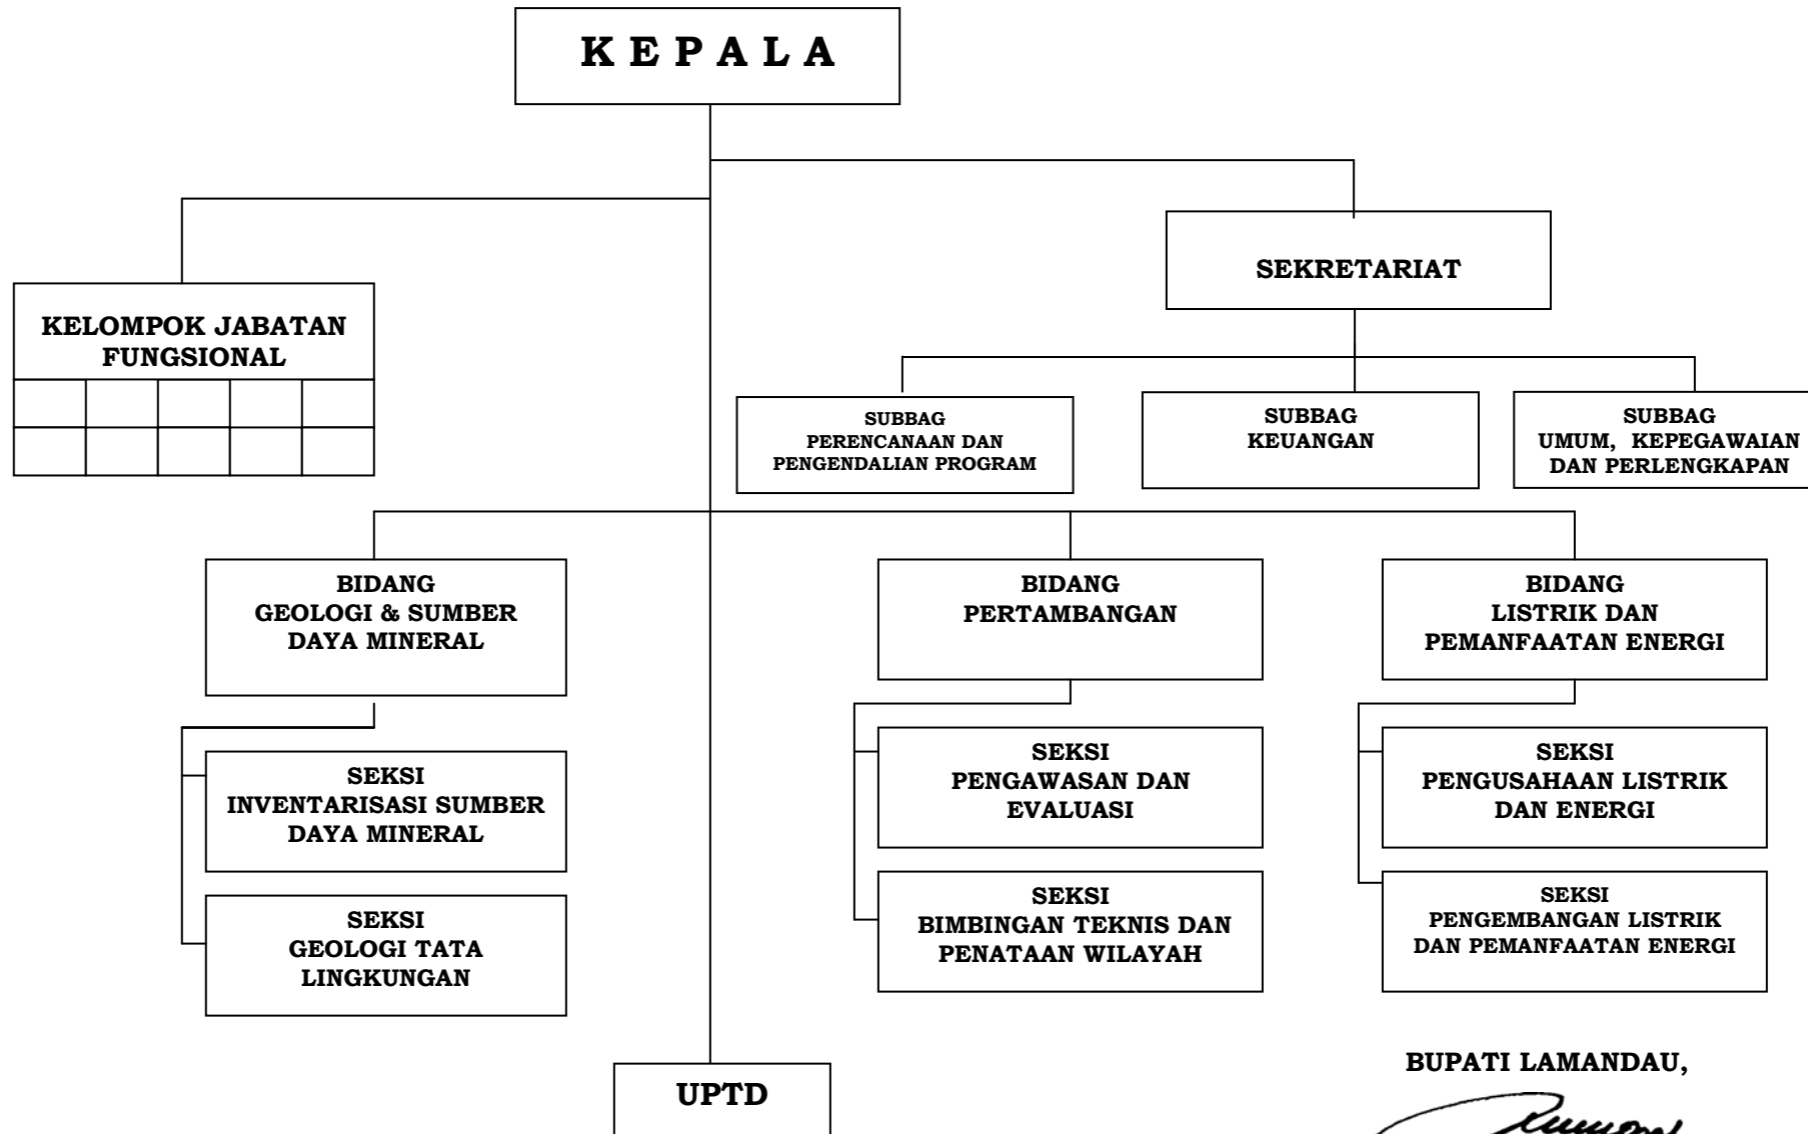 K E P A L A
SEKRETARIAT
KELOMPOK JABATAN
FUNGSIONAL
SUBBAG
PERENCANAAN DAN
PENGENDALIAN PROGRAM
SUBBAG
KEUANGAN
SUBBAG
UMUM, KEPEGAWAIAN
DAN PERLENGKAPAN
BIDANG
GEOLOGI & SUMBER
DAYA MINERAL
BIDANG
PERTAMBANGAN
BIDANG
LISTRIK DAN
PEMANFAATAN ENERGI
SEKSI
INVENTARISASI SUMBER
DAYA MINERAL
SEKSI
PENGAWASAN DAN
EVALUASI
SEKSI
PENGUSAHAAN LISTRIK
DAN ENERGI
SEKSI
GEOLOGI TATA
LINGKUNGAN
SEKSI
BIMBINGAN TEKNIS DAN
PENATAAN WILAYAH
SEKSI
PENGEMBANGAN LISTRIK
DAN PEMANFAATAN ENERGI
UPTD
BUPATI LAMANDAU,